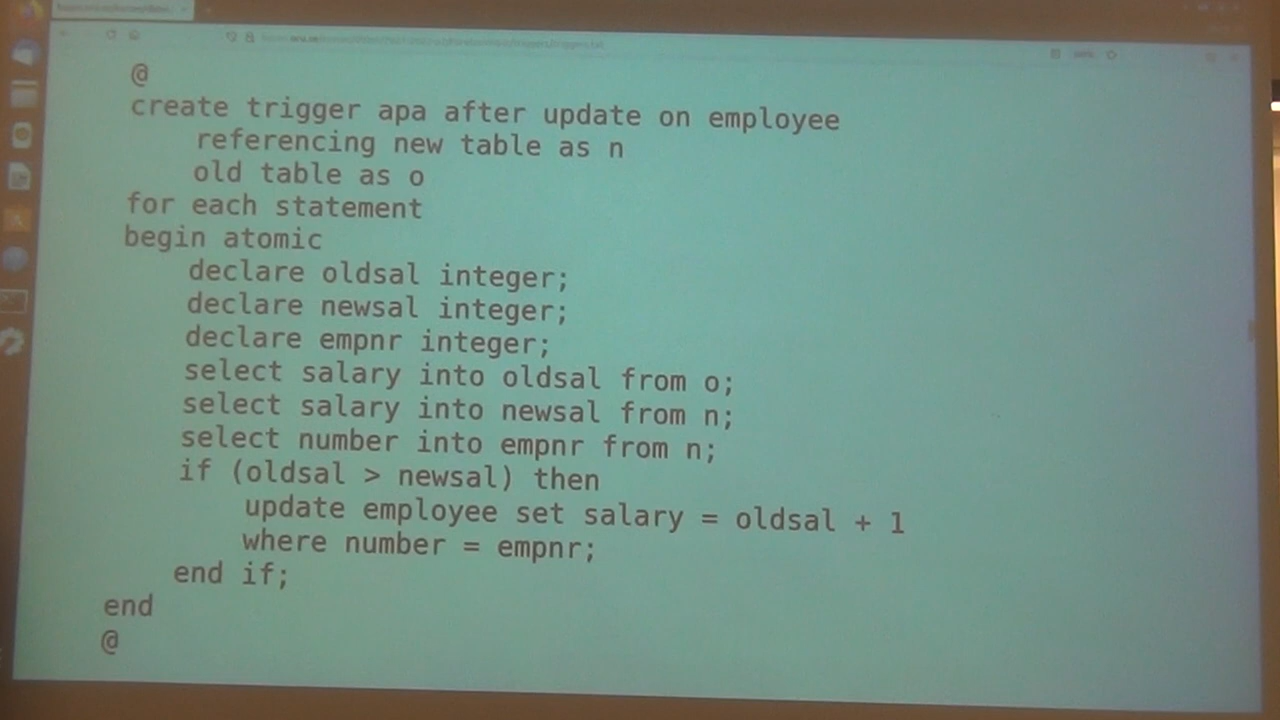 @
create trigger apa after update on employee
referencing new table as n
old table as o
for each statement
begin atomic
declare oldsal integer;
declare newsal integer;
declare empnr integer;
select salary into oldsal from o;
select salary into newsal from n;
select number into empnr from n;
if (oldsal > newsal) then
update employee set salary = oldsal + 1
where number = empnr;
end if;
end
@